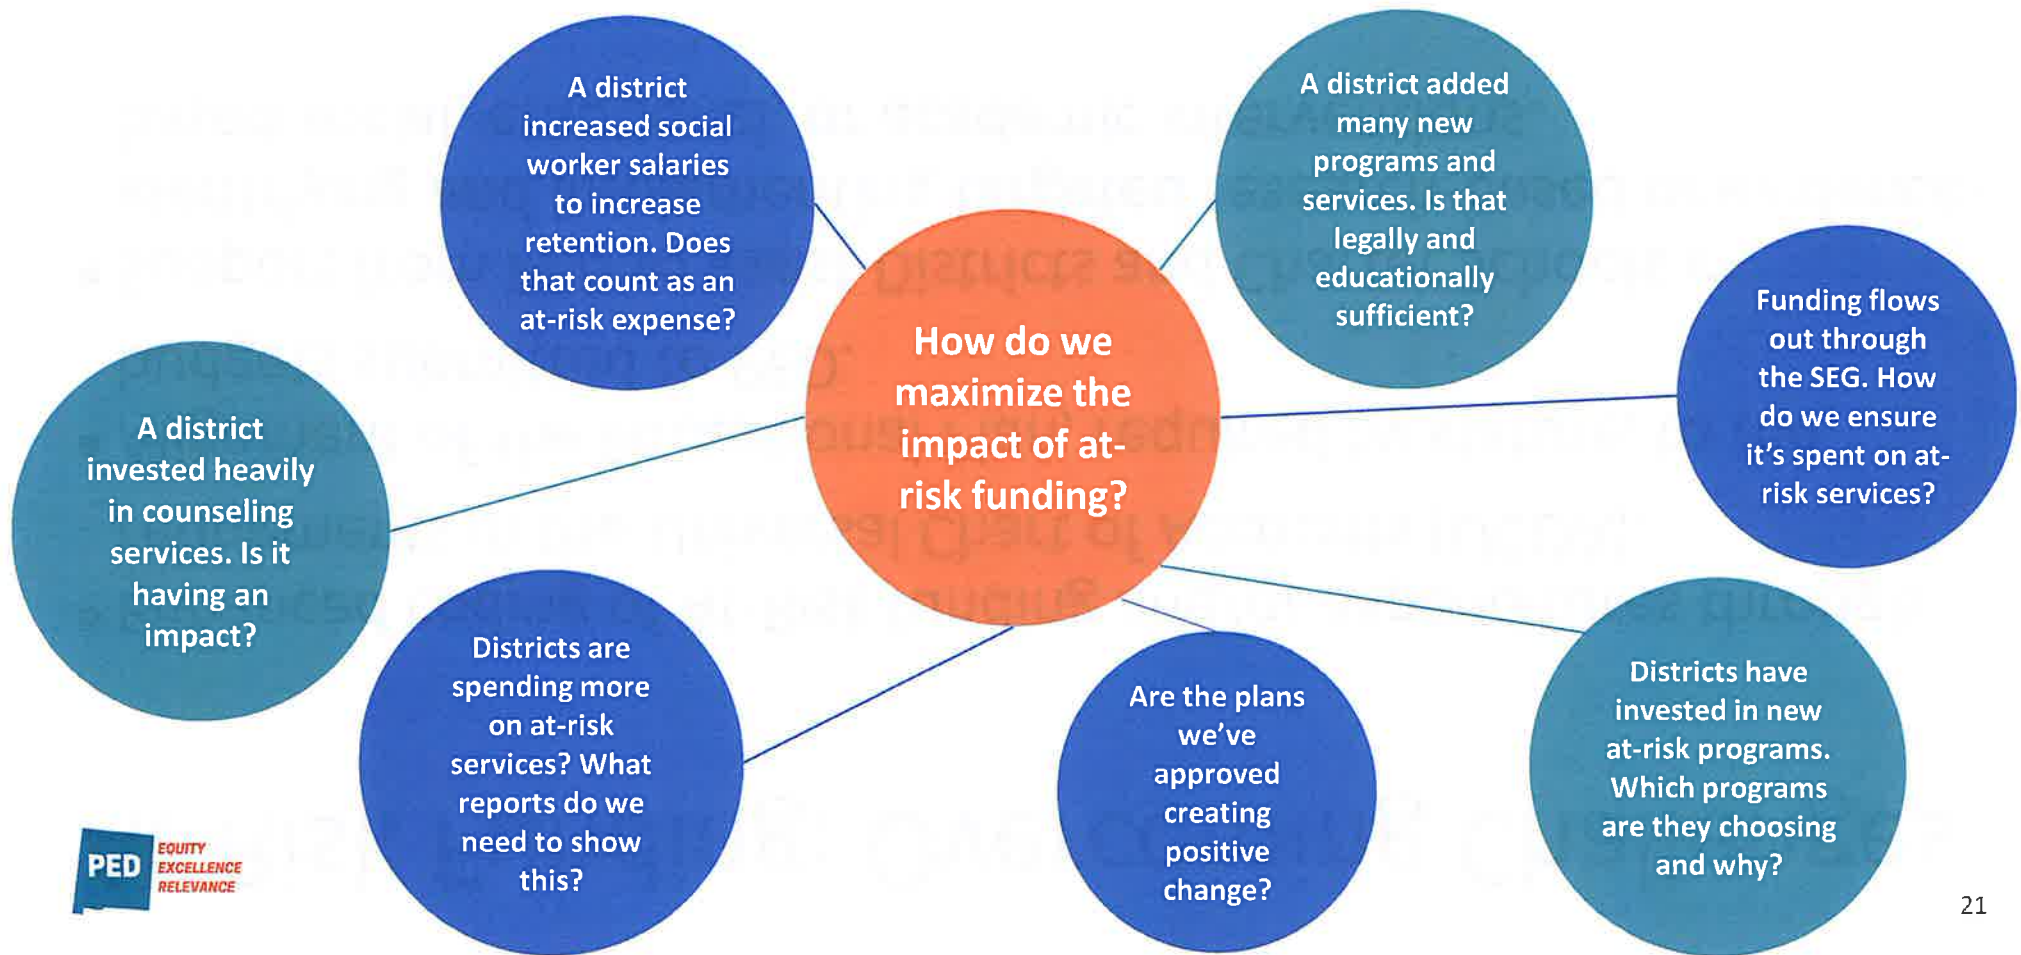 A district
increased social
worker salaries
to increase
retention. Does
that count as an
at-risk expense?
A district added
many new
programs and
services. Is that
legally and
educationally
sufficient?
Funding flows
out through
the SEG. How
do we ensure
it's spent on at-
risk services?
How do we
maximize the
impact of at-
risk funding?
A district
invested heavily
in counseling
services. Is it
having an
impact?
Districts are
spending more
on at-risk
services? What
reports do we
need to show
this?
Are the plans
we've
approved
creating
positive
change?
Districts have
invested in new
at-risk programs.
Which programs
are they choosing
and why?
PED
EQUITY
EXCELLENCE
RELEVANCE
21